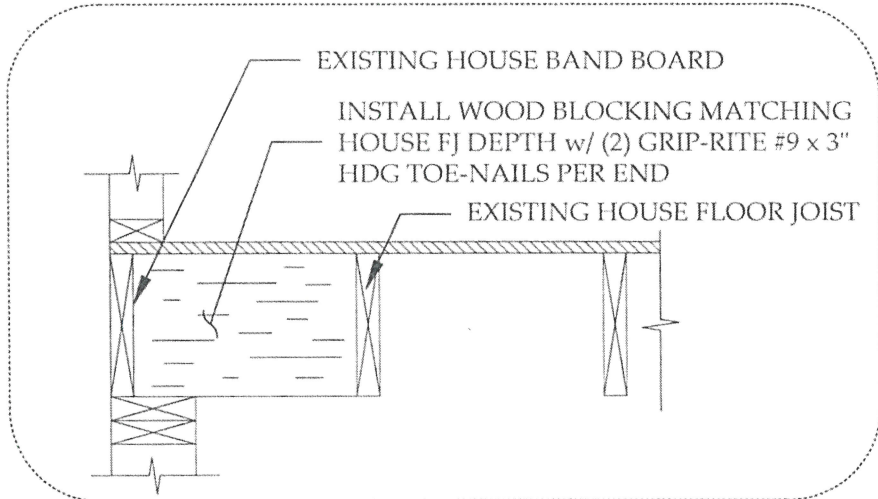 EXISTING HOUSE BAND BOARD
INSTALL WOOD BLOCKING MATCHING
HOUSE FJ DEPTH w/ (2) GRIP-RITE #9 x 3"
HDG TOE-NAILS PER END
EXISTING HOUSE FLOOR JOIST